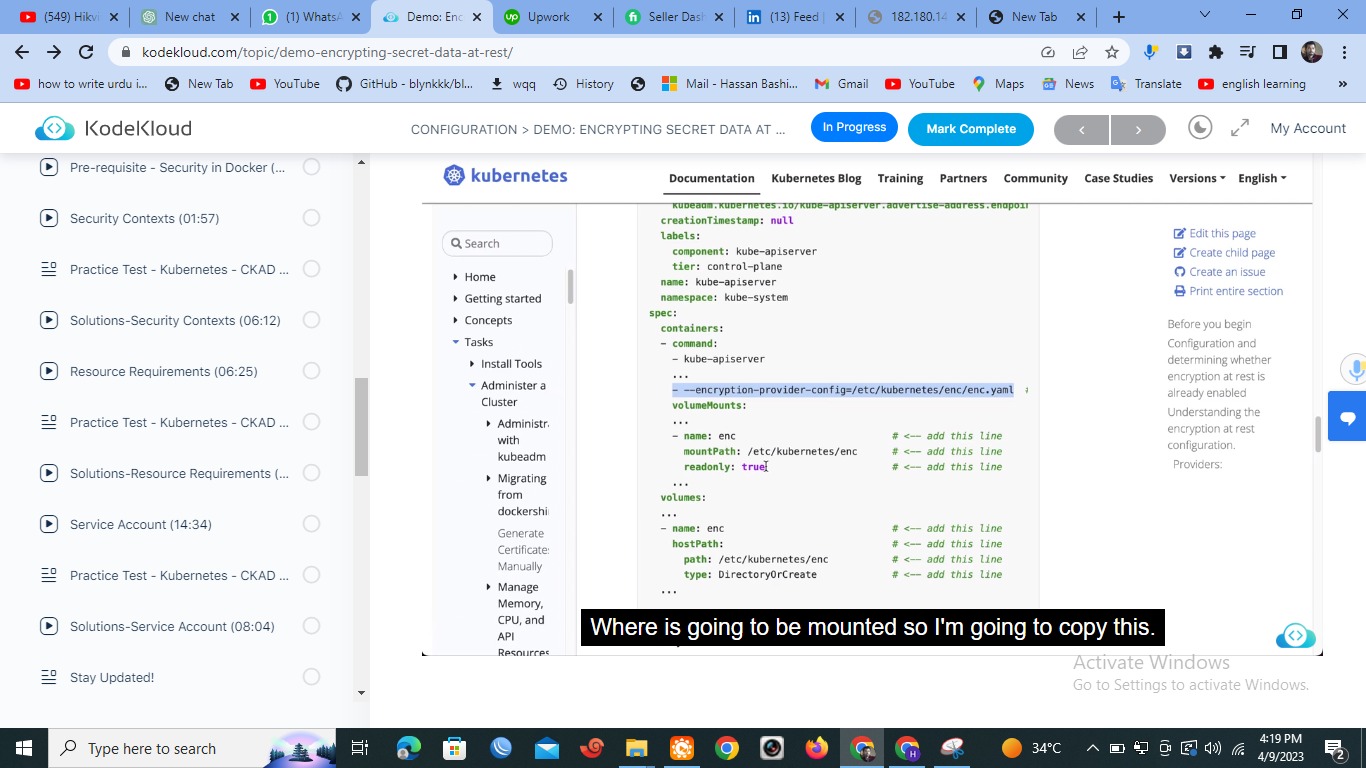 (549) Hikvi
New chat
(1) WhatsA
Demo: Enc
Upwork
Seller Dash
(13) Feed |
182.180.14
New Tab
kodekloud.com/topic/demo-encrypting-secret-data-at-rest/
how to write urdu i...
New Tab
YouTube
GitHub - blynkkk/bl...
wqq
History
Mail - Hassan Bashi...
Gmail
YouTube
Maps
News
Translate
english learning
»
KodeKloud
CONFIGURATION > DEMO: ENCRYPTING SECRET DATA AT ...
In Progress
Mark Complete
My Account
Pre-requisite - Security in Docker (...
Security Contexts (01:57)
Practice Test - Kubernetes - CKAD ...
Solutions-Security Contexts (06:12)
Resource Requirements (06:25)
Practice Test - Kubernetes - CKAD ...
Solutions-Resource Requirements (...
Service Account (14:34)
Practice Test - Kubernetes - CKAD ...
Solutions-Service Account (08:04)
Stay Updated!
kubernetes
Documentation
Kubernetes Blog
Training
Partners
Community
Case Studies
Versions
English
Search
Home
Getting started
Concepts
Tasks
Install Tools
Administer a
Cluster
Administra
with
kubeadm
Migrating
from
dockershi
Generate
Certificates
Manually
Manage
Memory,
CPU, and
API
Resources
kubeadm.kubernetes.io/kube-apiserver.advertise-address.endpoin
creationTimestamp: null
labels:
component: kube-apiserver
tier: control-plane
name: kube-apiserver
namespace: kube-system
spec:
containers:
- command:
- kube-apiserver
...
- --encryption-provider-config=/etc/kubernetes/enc/enc.yaml #
volumeMounts:
...
- name: enc # <-- add this line
mountPath: /etc/kubernetes/enc # <-- add this line
readonly: true # <-- add this line
...
volumes:
...
- name: enc # <-- add this line
hostPath: # <-- add this line
path: /etc/kubernetes/enc # <-- add this line
type: DirectoryOrCreate # <-- add this line
...
Edit this page
Create child page
Create an issue
Print entire section
Before you begin
Configuration and
determining whether
encryption at rest is
already enabled
Understanding the
encryption at rest
configuration.
Providers:
Where is going to be mounted so I'm going to copy this.
Activate Windows
Go to Settings to activate Windows.
Type here to search
34°C
4:19 PM
4/9/2023
2